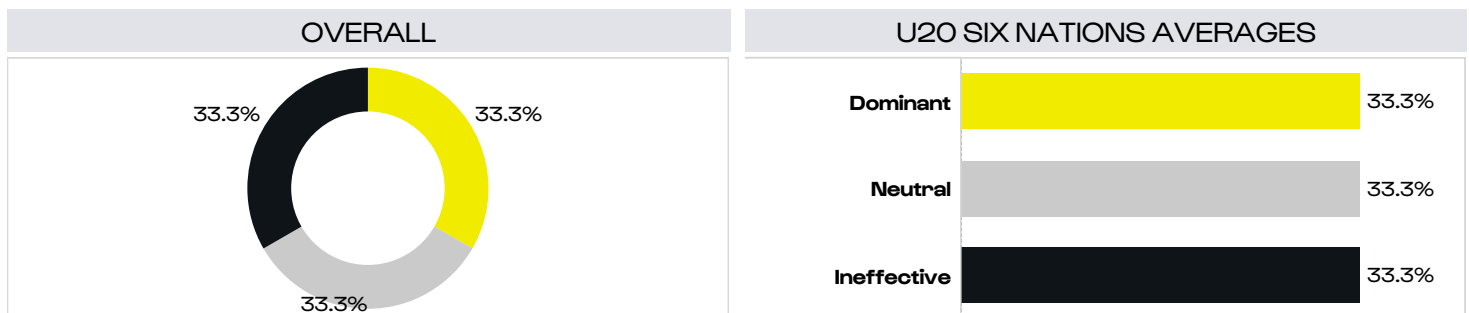 OVERALL
33.3%
33.3%
33.3%
U20 SIX NATIONS AVERAGES
Dominant
33.3%
Neutral
33.3%
Ineffective
33.3%